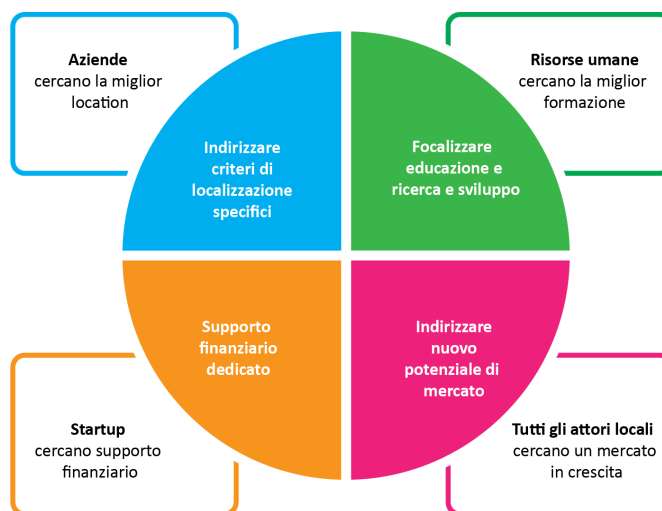 Aziende
cercano la miglior
location
Risorse umane
cercano la miglior
formazione
Indirizzare
criteri di
localizzazione
specifici
Focalizzare
educazione e
ricerca e sviluppo
Supporto
finanziario
dedicato
Indirizzare
nuovo
potenziale di
mercato
Startup
cercano supporto
finanziario
Tutti gli attori locali
cercano un mercato
in crescita